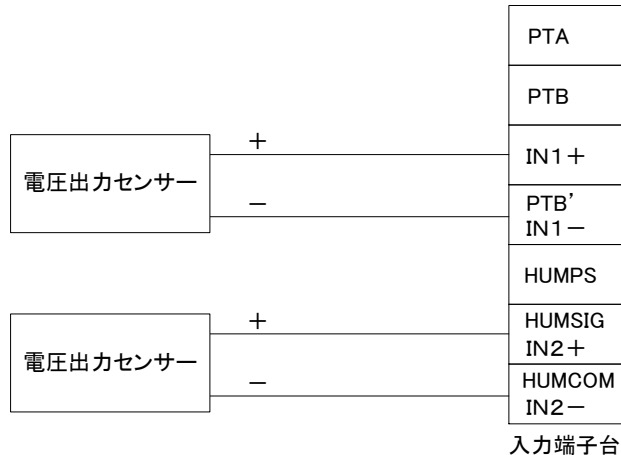 PTA
PTB
+
IN1+
電圧出力センサー
−
PTB'
IN1−
HUMPS
+
HUMSIG
IN2+
電圧出力センサー
−
HUMCOM
IN2−
入力端子台